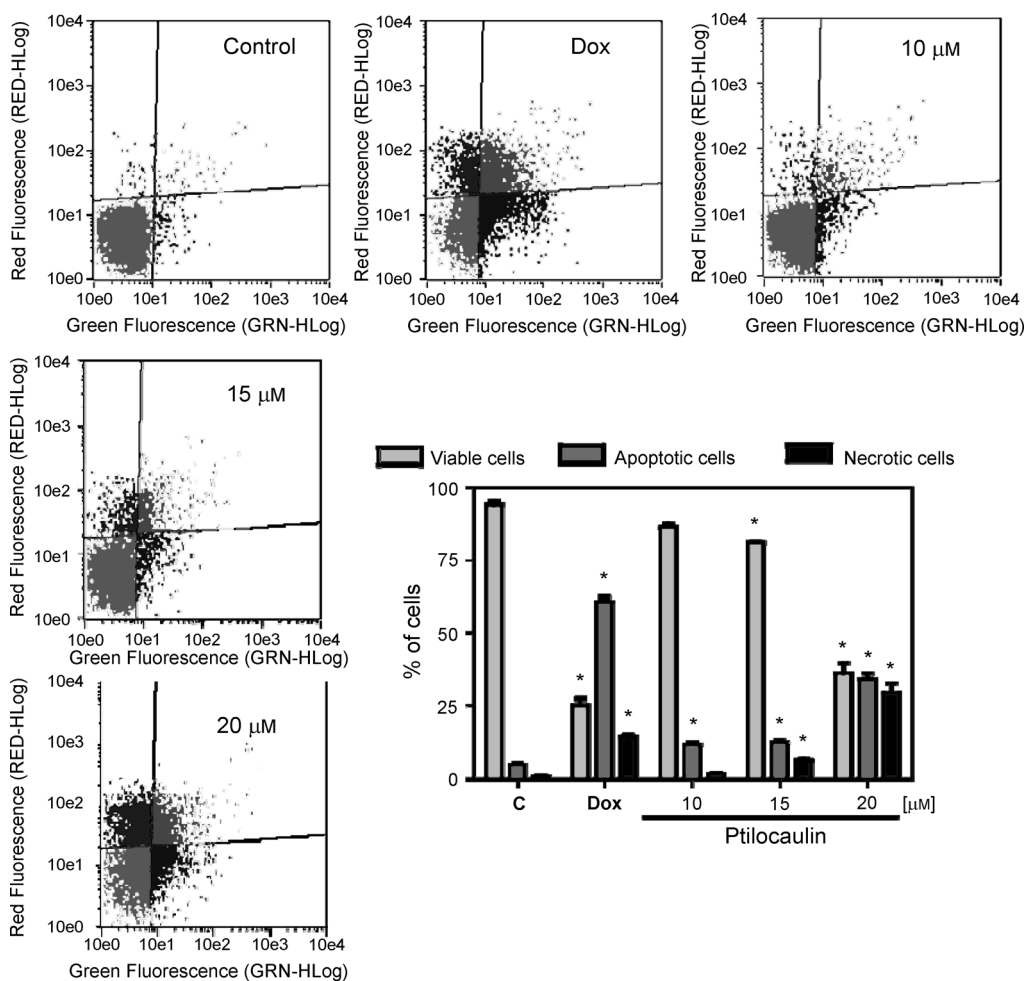 Control
Red Fluorescence (RED-HLog)
10e4
10e3
10e2
10e1
10e0
10e0 10e1 10e2 10e3 10e4
Green Fluorescence (GRN-HLog)
Dox
Red Fluorescence (RED-HLog)
10e4
10e3
10e2
10e1
10e0
10e0 10e1 10e2 10e3 10e4
Green Fluorescence (GRN-HLog)
10 μM
Red Fluorescence (RED-HLog)
10e4
10e3
10e2
10e1
10e0
10e0 10e1 10e2 10e3 10e4
Green Fluorescence (GRN-HLog)
15 μM
Red Fluorescence (RED-HLog)
10e4
10e3
10e2
10e1
10e0
10e0 10e1 10e2 10e3 10e4
Green Fluorescence (GRN-HLog)
20 μM
Red Fluorescence (RED-HLog)
10e4
10e3
10e2
10e1
10e0
10e0 10e1 10e2 10e3 10e4
Green Fluorescence (GRN-HLog)
Viable cells Apoptotic cells Necrotic cells
% of cells
100
75
50
25
0
* * *
*
* *
* * *
C Dox 10 15 20 [μM]
Ptilocaulin